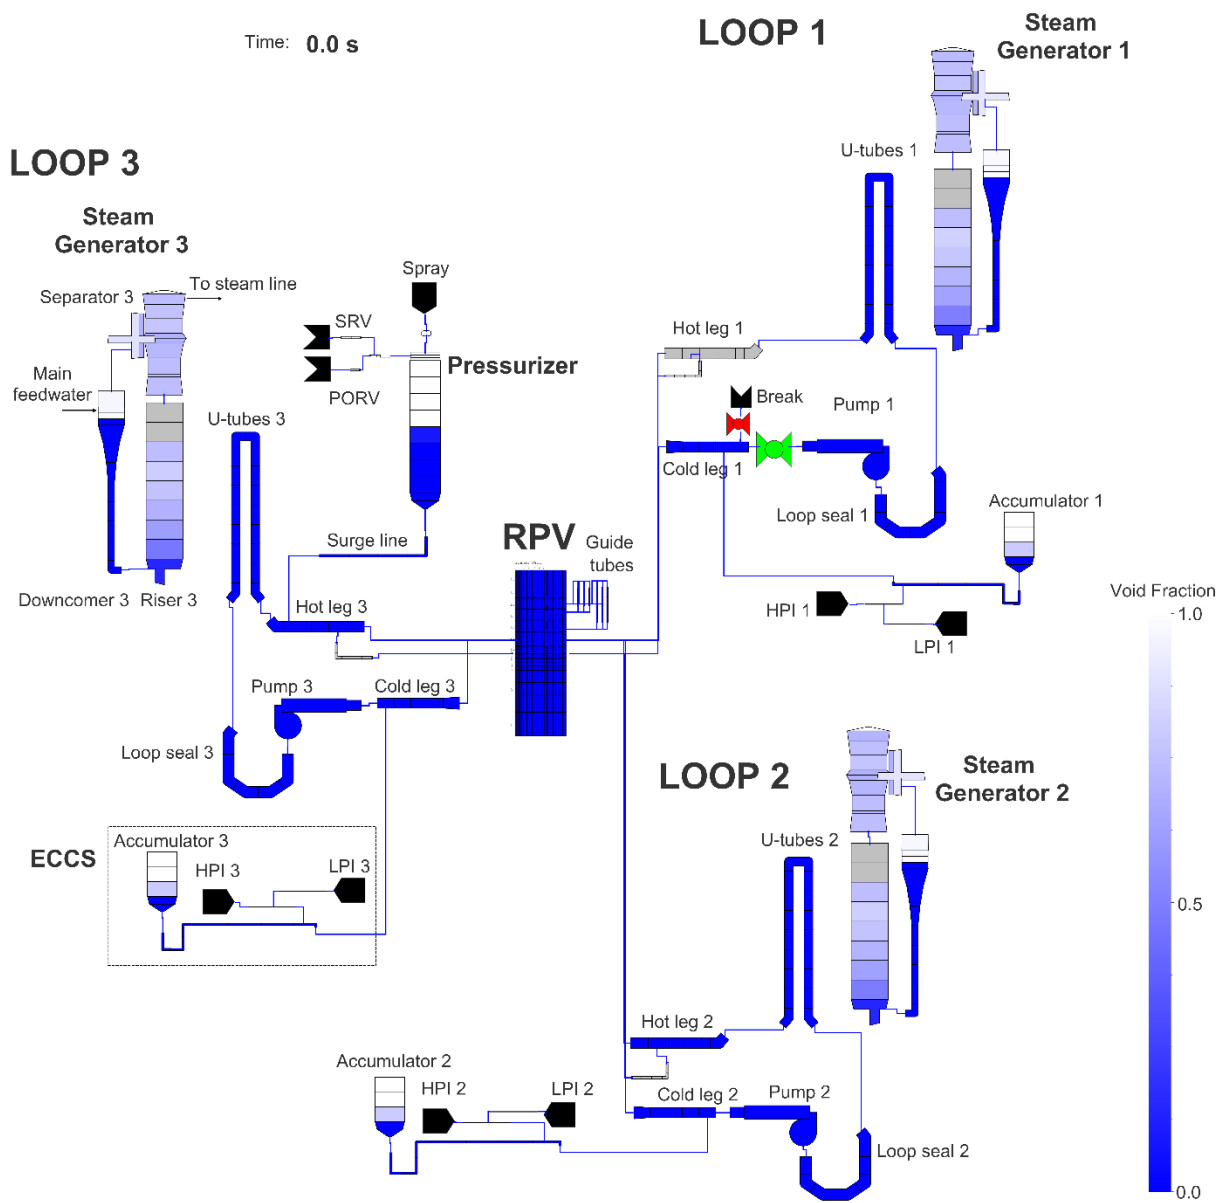 Time: 0.0 s
LOOP 1
Steam
Generator 1
U-tubes 1
LOOP 3
Steam
Generator 3
Separator 3
To steam line
Spray
SRV
PORV
Pressurizer
Main
feedwater
U-tubes 3
Hot leg 1
Break
Pump 1
Cold leg 1
Loop seal 1
Accumulator 1
Surge line
RPV
Guide
tubes
HPI 1
LPI 1
Void Fraction
1.0
0.5
0.0
Downcomer 3
Riser 3
Hot leg 3
Pump 3
Cold leg 3
Loop seal 3
ECCS
Accumulator 3
HPI 3
LPI 3
LOOP 2
Steam
Generator 2
U-tubes 2
Hot leg 2
Accumulator 2
HPI 2
LPI 2
Cold leg 2
Pump 2
Loop seal 2